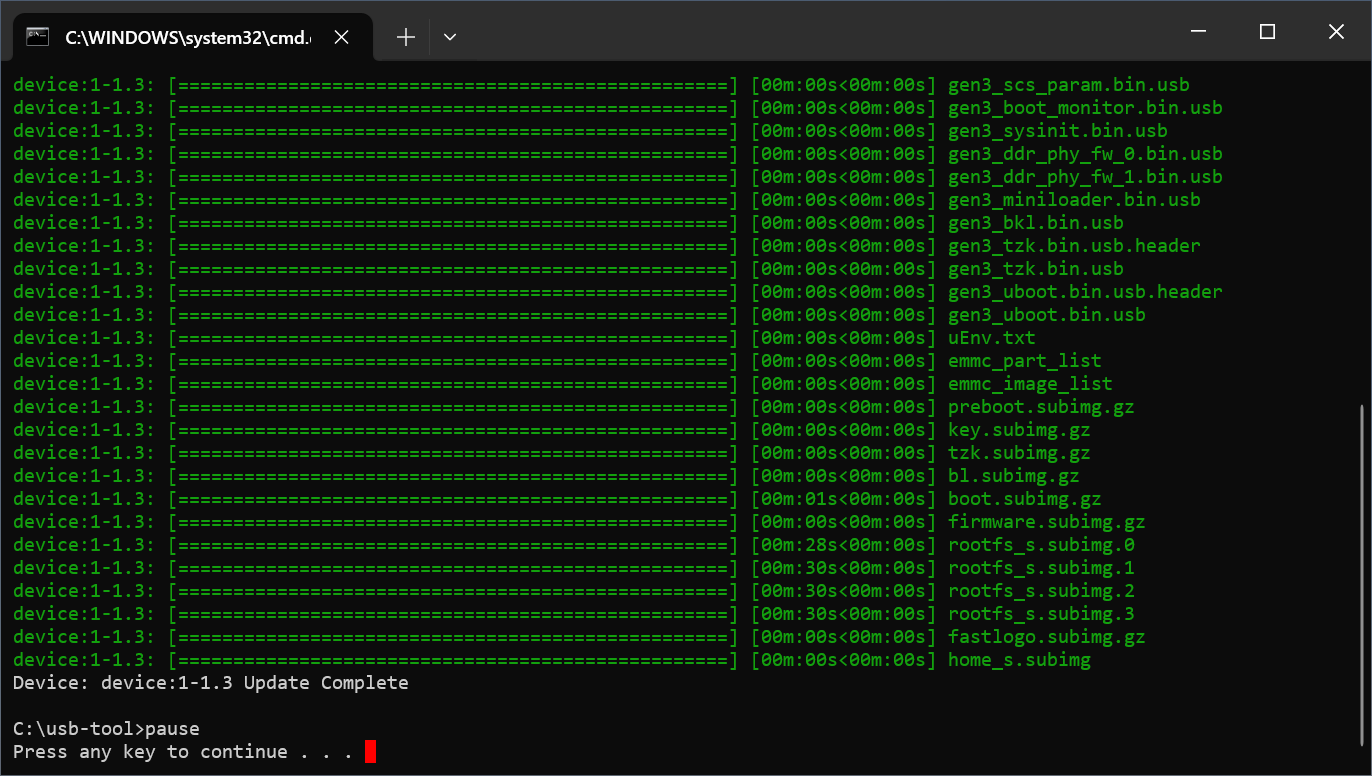 C:\WINDOWS\system32\cmd.
device:1-1.3: [==================================================] [00m:00s<00m:00s] gen3_scs_param.bin.usb
device:1-1.3: [==================================================] [00m:00s<00m:00s] gen3_boot_monitor.bin.usb
device:1-1.3: [==================================================] [00m:00s<00m:00s] gen3_sysinit.bin.usb
device:1-1.3: [==================================================] [00m:00s<00m:00s] gen3_ddr_phy_fw_0.bin.usb
device:1-1.3: [==================================================] [00m:00s<00m:00s] gen3_ddr_phy_fw_1.bin.usb
device:1-1.3: [==================================================] [00m:00s<00m:00s] gen3_miniloader.bin.usb
device:1-1.3: [==================================================] [00m:00s<00m:00s] gen3_bkl.bin.usb
device:1-1.3: [==================================================] [00m:00s<00m:00s] gen3_tzk.bin.usb.header
device:1-1.3: [==================================================] [00m:00s<00m:00s] gen3_tzk.bin.usb
device:1-1.3: [==================================================] [00m:00s<00m:00s] gen3_uboot.bin.usb.header
device:1-1.3: [==================================================] [00m:00s<00m:00s] gen3_uboot.bin.usb
device:1-1.3: [==================================================] [00m:00s<00m:00s] uEnv.txt
device:1-1.3: [==================================================] [00m:00s<00m:00s] emmc_part_list
device:1-1.3: [==================================================] [00m:00s<00m:00s] emmc_image_list
device:1-1.3: [==================================================] [00m:00s<00m:00s] preboot.subimg.gz
device:1-1.3: [==================================================] [00m:00s<00m:00s] key.subimg.gz
device:1-1.3: [==================================================] [00m:00s<00m:00s] tzk.subimg.gz
device:1-1.3: [==================================================] [00m:00s<00m:00s] bl.subimg.gz
device:1-1.3: [==================================================] [00m:01s<00m:00s] boot.subimg.gz
device:1-1.3: [==================================================] [00m:00s<00m:00s] firmware.subimg.gz
device:1-1.3: [==================================================] [00m:28s<00m:00s] rootfs_s.subimg.0
device:1-1.3: [==================================================] [00m:30s<00m:00s] rootfs_s.subimg.1
device:1-1.3: [==================================================] [00m:30s<00m:00s] rootfs_s.subimg.2
device:1-1.3: [==================================================] [00m:30s<00m:00s] rootfs_s.subimg.3
device:1-1.3: [==================================================] [00m:00s<00m:00s] fastlogo.subimg.gz
device:1-1.3: [==================================================] [00m:00s<00m:00s] home_s.subimg
Device: device:1-1.3 Update Complete
C:\usb-tool>pause
Press any key to continue . . .